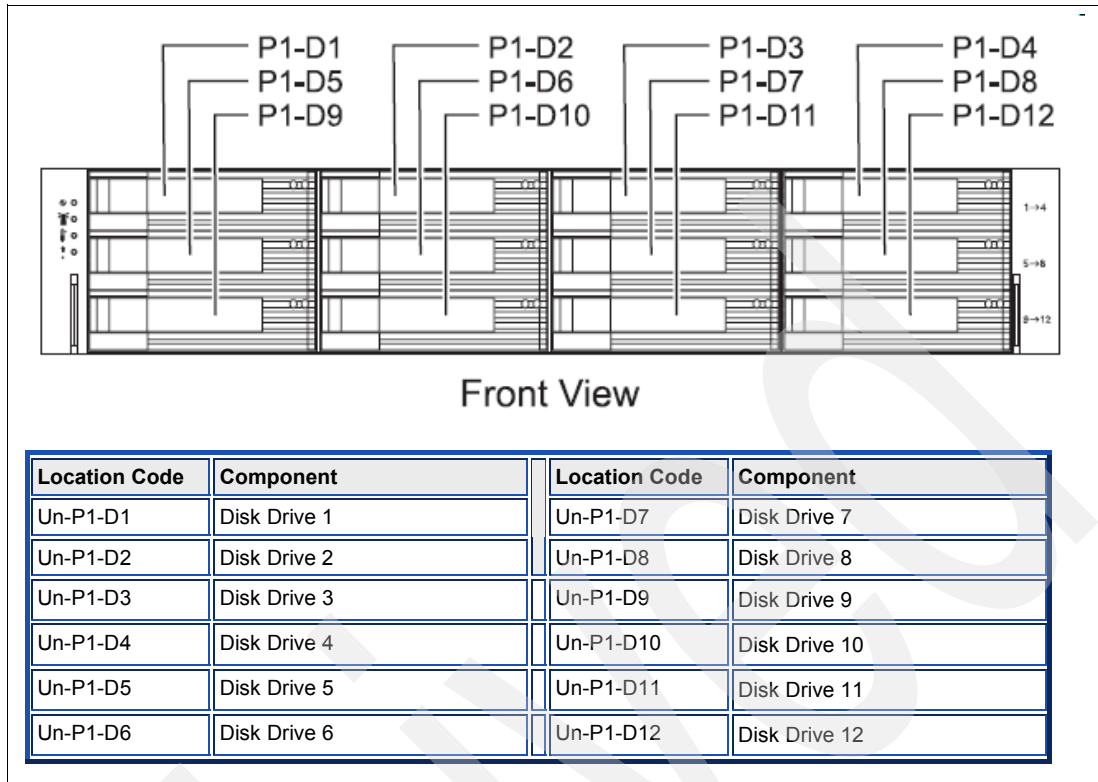 P1-D1 P1-D2 P1-D3 P1-D4
P1-D5 P1-D6 P1-D7 P1-D8
P1-D9 P1-D10 P1-D11 P1-D12
1→4
5→8
9→12
Front View
Location Code Component Location Code Component
Un-P1-D1 Disk Drive 1 Un-P1-D7 Disk Drive 7
Un-P1-D2 Disk Drive 2 Un-P1-D8 Disk Drive 8
Un-P1-D3 Disk Drive 3 Un-P1-D9 Disk Drive 9
Un-P1-D4 Disk Drive 4 Un-P1-D10 Disk Drive 10
Un-P1-D5 Disk Drive 5 Un-P1-D11 Disk Drive 11
Un-P1-D6 Disk Drive 6 Un-P1-D12 Disk Drive 12